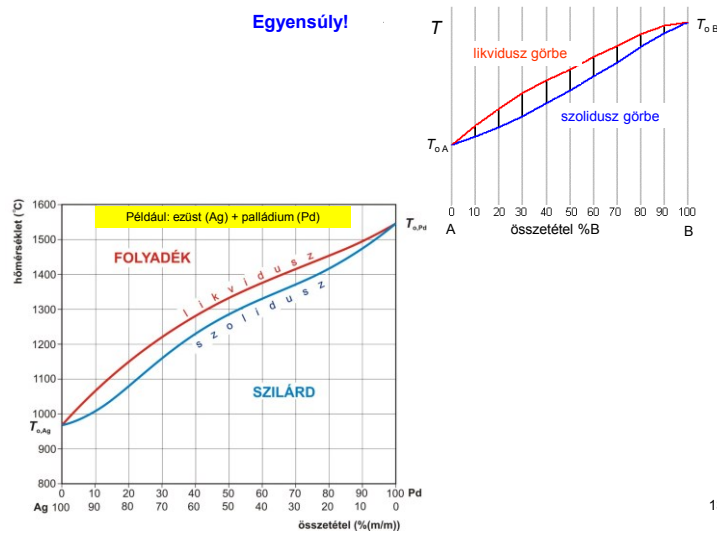 Egyensúly!
T
T o B
likvidusz görbe
szolidusz görbe
T o A
0 10 20 30 40 50 60 70 80 90 100
A összetétel %B B
Például: ezüst (Ag) + palládium (Pd)
hőmérséklet (°C)
1600
1500
1400
1300
1200
1100
1000
900
800
T o,Pd
FOLYADÉK
likvidusz
szolidusz
SZILÁRD
T o,Ag
0 10 20 30 40 50 60 70 80 90 100 Pd
Ag 100 90 80 70 60 50 40 30 20 10 0
összetétel (%(m/m))
1